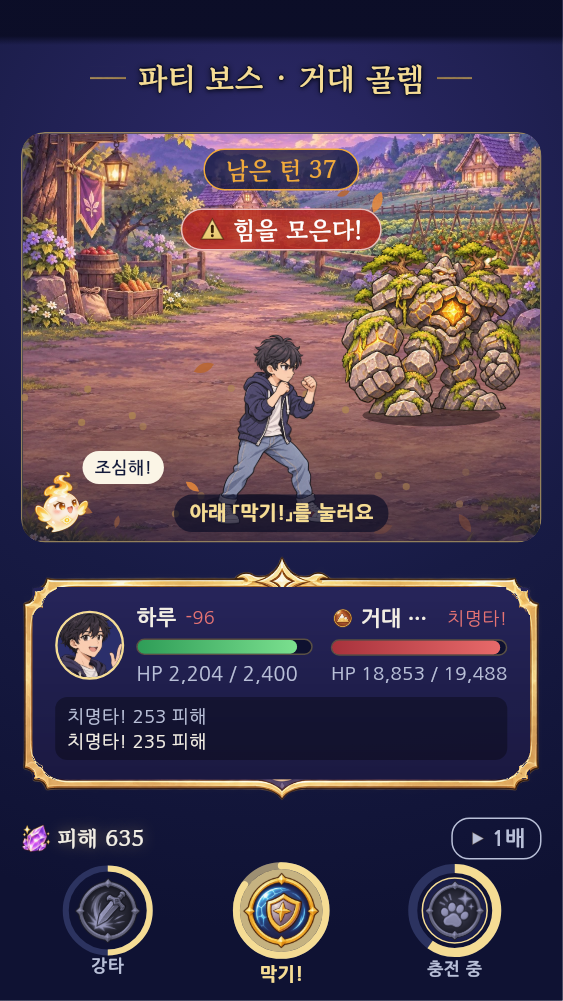 파티 보스 · 거대 골렘
남은 턴 37
힘을 모은다!
조심해!
아래 「막기!」를 눌러요
하루 -96
HP 2,204 / 2,400
거대 ··· 치명타!
HP 18,853 / 19,488
치명타! 253 피해
치명타! 235 피해
피해 635
▶ 1배
강타
막기!
충전 중